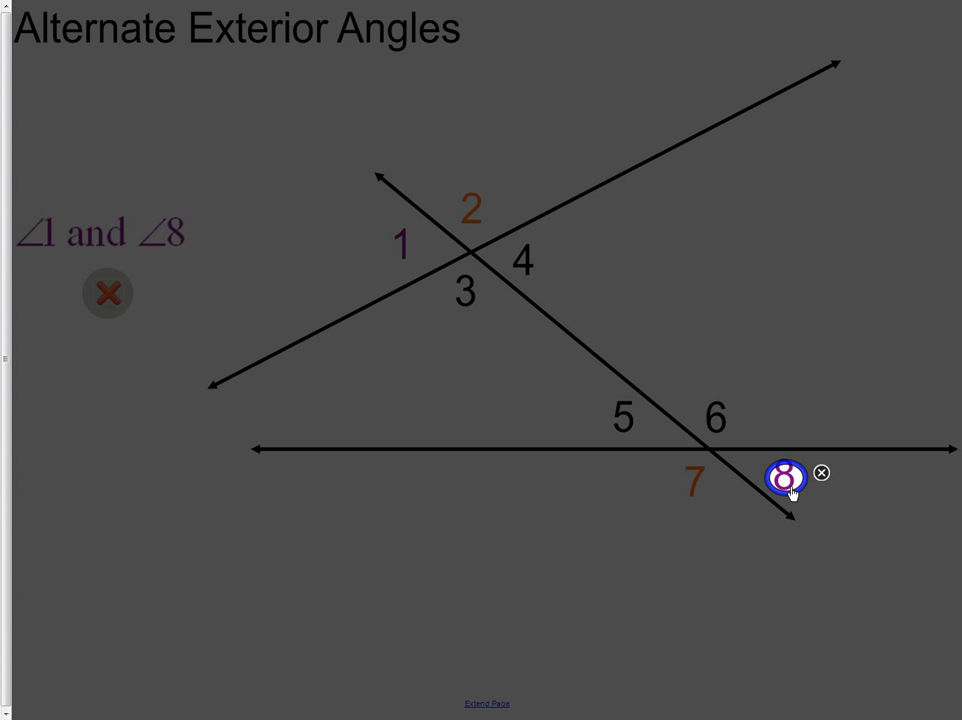 Alternate Exterior Angles
2
∠1 and ∠8
1
4
3
5
6
7
8
Extend Page